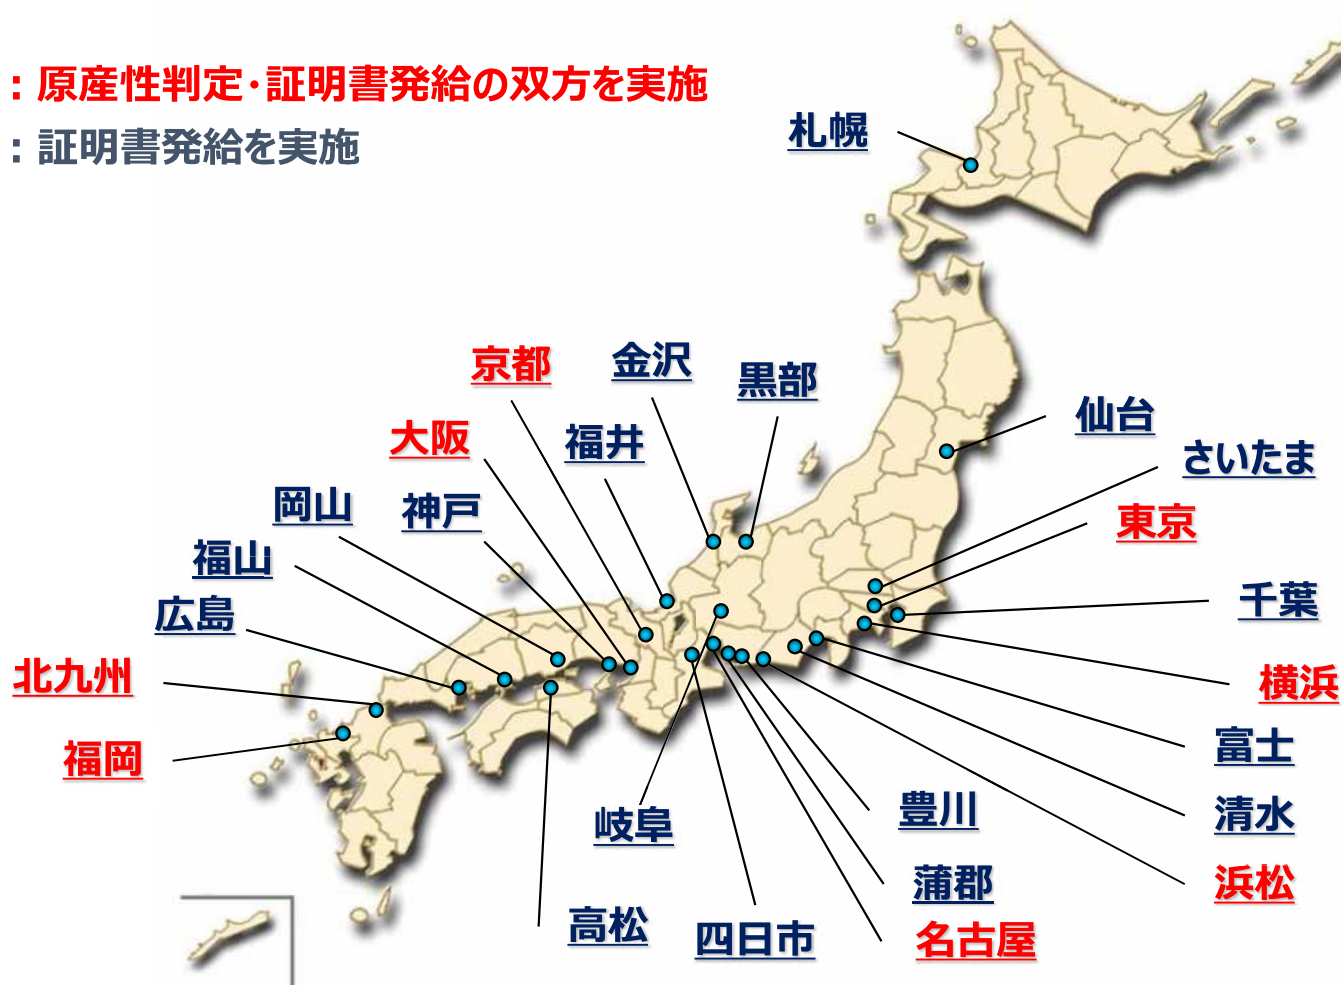 ：原産性判定・証明書発給の双方を実施
：証明書発給を実施
札幌
京都
金沢
黒部
大阪
福井
仙台
さいたま
岡山
神戸
東京
福山
広島
千葉
北九州
横浜
福岡
富士
岐阜
豊川
清水
蒲郡
浜松
高松
四日市
名古屋